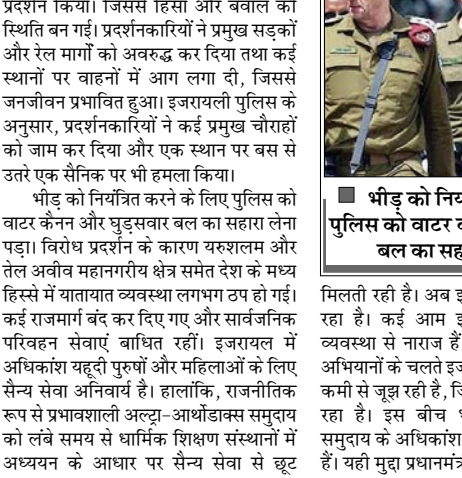 प्रदर्शन किया। जिससे हिंसा और बवाल की
स्थिति बन गई। प्रदर्शनकारियों ने प्रमुख सड़कों
और रेल मार्गों को अवरुद्ध कर दिया तथा कई
स्थानों पर वाहनों में आग लगा दी, जिससे
जनजीवन प्रभावित हुआ। इजरायली पुलिस के
अनुसार, प्रदर्शनकारियों ने कई प्रमुख चौराहों
को जाम कर दिया और एक स्थान पर बस से
उतरे एक सैनिक पर भी हमला किया।
भीड़ को नियंत्रित करने के लिए पुलिस को
वाटर कैनन और घुड़सवार बल का सहारा लेना
पड़ा। विरोध प्रदर्शन के कारण यरुशलम और
तेल अवीव महानगरीय क्षेत्र समेत देश के मध्य
हिस्से में यातायात व्यवस्था लगभग ठप हो गई।
कई राजमार्ग बंद कर दिए गए और सार्वजनिक
परिवहन सेवाएं बाधित रहीं। इजरायल में
अधिकांश यहूदी पुरुषों और महिलाओं के लिए
सैन्य सेवा अनिवार्य है। हालांकि, राजनीतिक
रूप से प्रभावशाली अल्ट्रा-आर्थोडाक्स समुदाय
को लंबे समय से धार्मिक शिक्षण संस्थानों में
अध्ययन के आधार पर सैन्य सेवा से छूट
भीड़ को
पुलिस को वाटर
बल का
मिलती रही है। अब
रहा है। कई आम
व्यवस्था से नाराज हैं
अभियानों के चलते
कमी से जूझ रही है,
रहा है। इस बीच
समुदाय के अधिकांश
हैं। यही मुद्दा